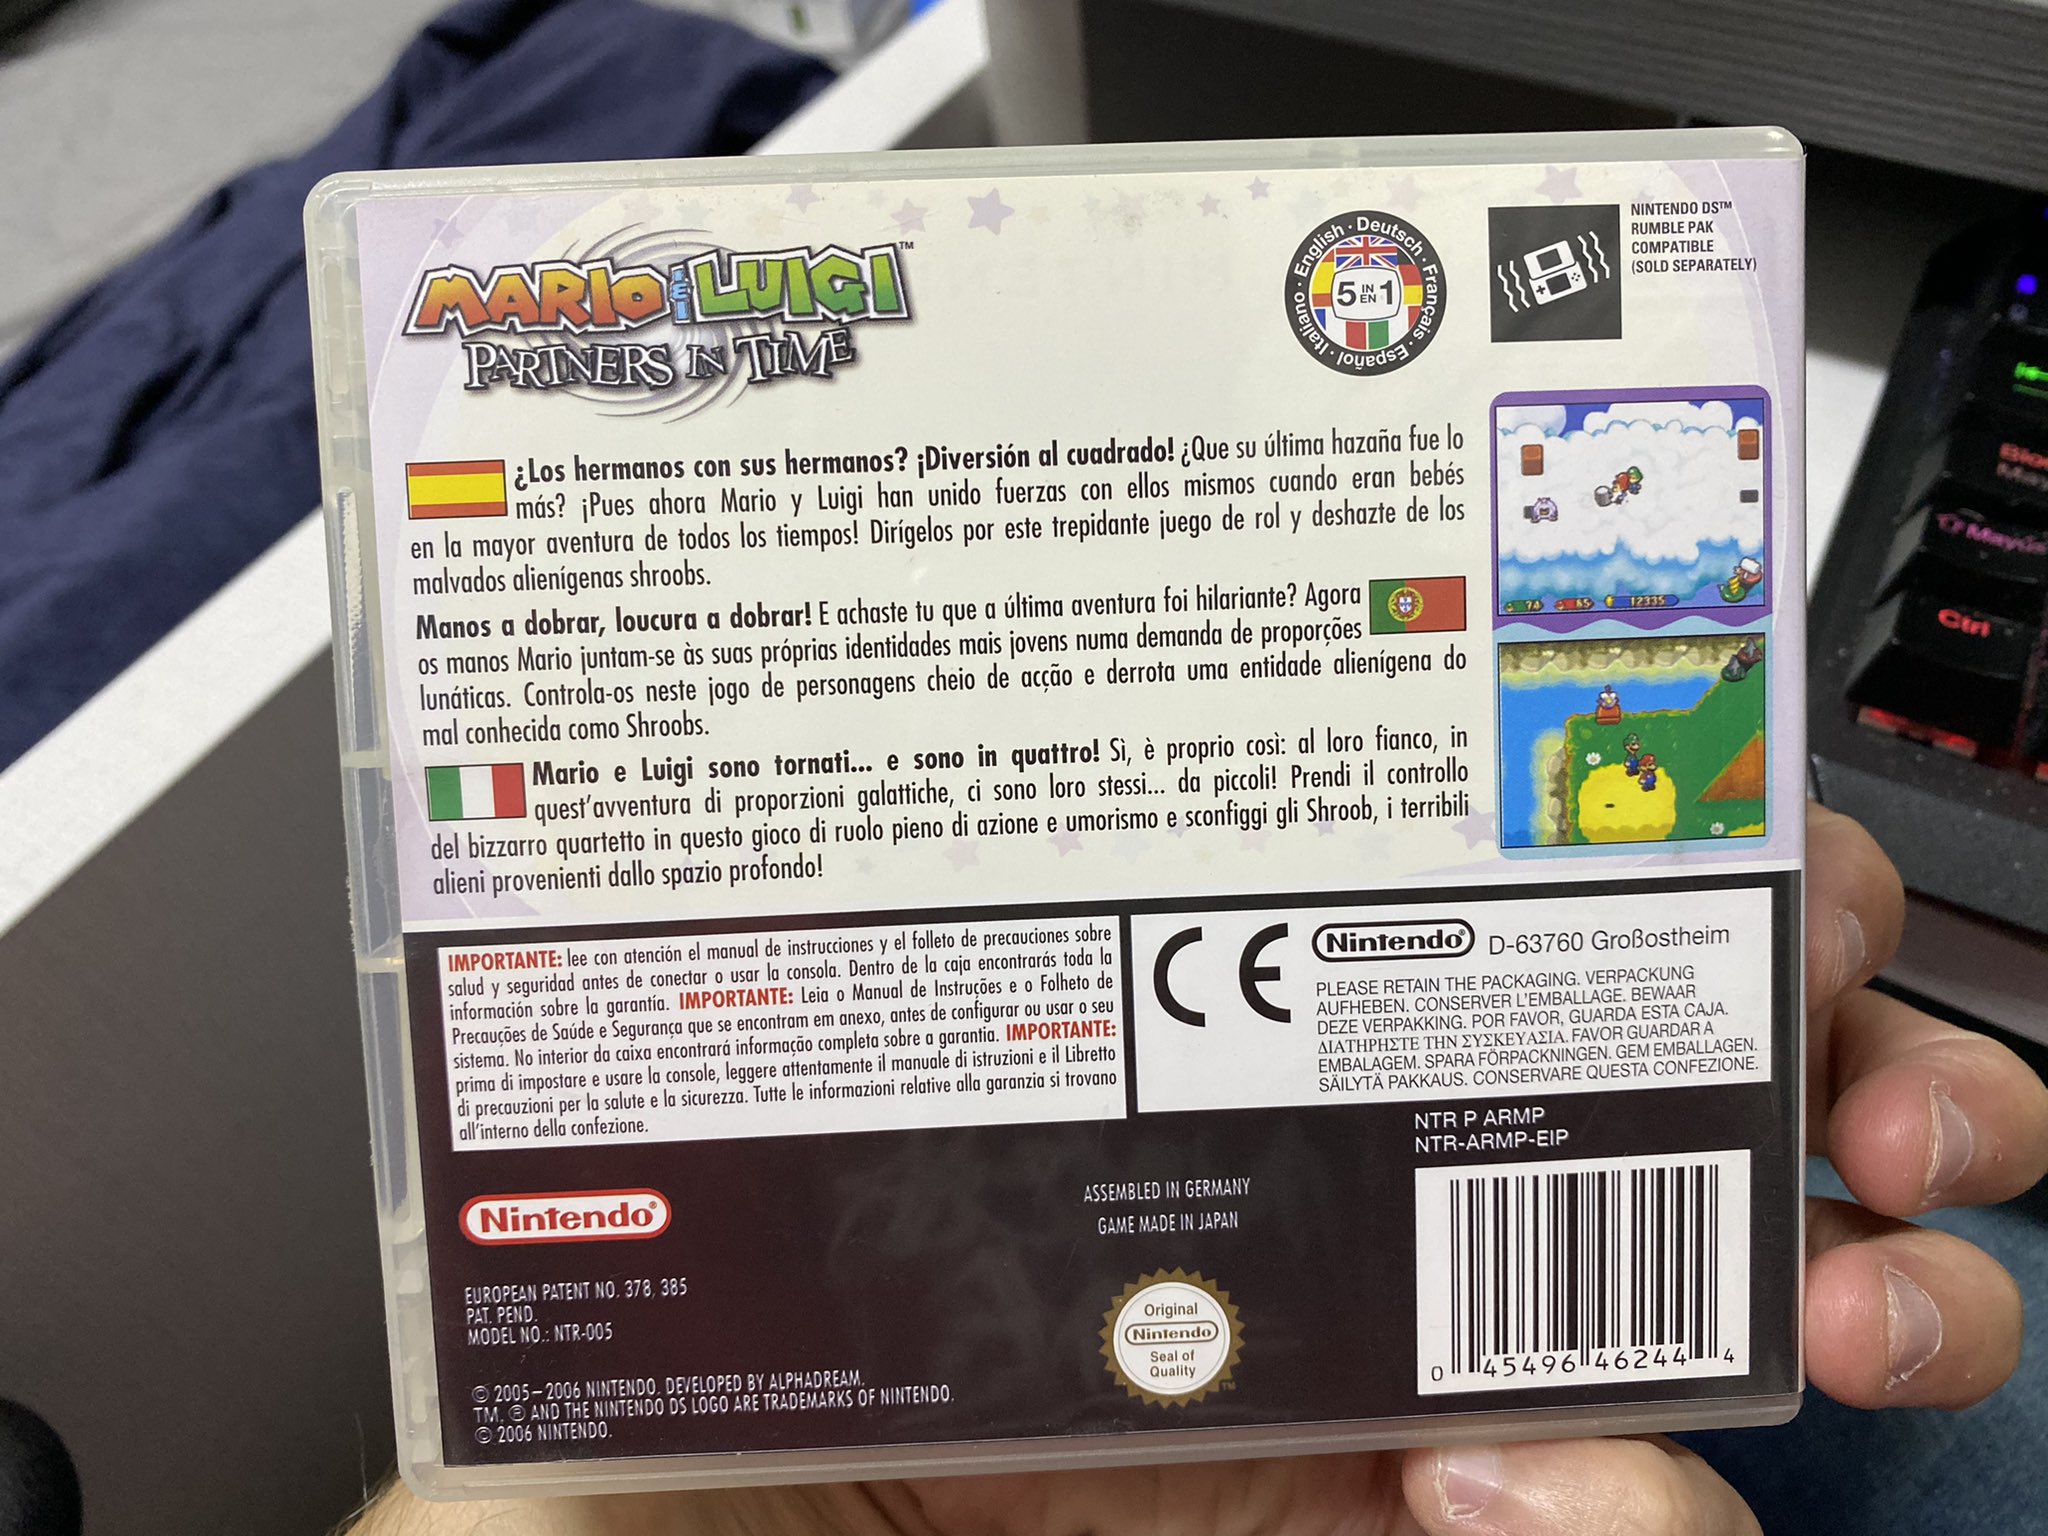 MARIO & LUIGI™
PARTNERS IN TIME
English · Deutsch · Français · Español · Italiano ·
5 IN EN 1
NINTENDO DS™
RUMBLE PAK
COMPATIBLE
(SOLD SEPARATELY)
¿Los hermanos con sus hermanos? ¡Diversión al cuadrado! ¿Que su última hazaña fue lo
más? ¡Pues ahora Mario y Luigi han unido fuerzas con ellos mismos cuando eran bebés
en la mayor aventura de todos los tiempos! Dirígelos por este trepidante juego de rol y deshazte de los
malvados alienígenas shroobs.
Manos a dobrar, loucura a dobrar! E achaste tu que a última aventura foi hilariante? Agora
os manos Mario juntam-se às suas próprias identidades mais jovens numa demanda de proporções
lunáticas. Controla-os neste jogo de personagens cheio de acção e derrota uma entidade alienígena do
mal conhecida como Shroobs.
Mario e Luigi sono tornati... e sono in quattro! Sì, è proprio così: al loro fianco, in
quest'avventura di proporzioni galattiche, ci sono loro stessi... da piccoli! Prendi il controllo
del bizzarro quartetto in questo gioco di ruolo pieno di azione e umorismo e sconfiggi gli Shroob, i terribili
alieni provenienti dallo spazio profondo!
74 65 12335
IMPORTANTE: lee con atención el manual de instrucciones y el folleto de precauciones sobre
salud y seguridad antes de conectar o usar la consola. Dentro de la caja encontrarás toda la
información sobre la garantía. IMPORTANTE: Leia o Manual de Instruções e o Folheto de
Precauções de Saúde e Segurança que se encontram em anexo, antes de configurar ou usar o seu
sistema. No interior da caixa encontrará informação completa sobre a garantia. IMPORTANTE:
prima di impostare e usare la console, leggere attentamente il manuale di istruzioni e il Libretto
di precauzioni per la salute e la sicurezza. Tutte le informazioni relative alla garanzia si trovano
all'interno della confezione.
CE
Nintendo® D-63760 Großostheim
PLEASE RETAIN THE PACKAGING. VERPACKUNG
AUFHEBEN. CONSERVER L'EMBALLAGE. BEWAAR
DEZE VERPAKKING. POR FAVOR, GUARDA ESTA CAJA.
ΔΙΑΤΗΡΗΣΤΕ ΤΗΝ ΣΥΣΚΕΥΑΣΙΑ. FAVOR GUARDAR A
EMBALAGEM. SPARA FÖRPACKNINGEN. GEM EMBALLAGEN.
SÄILYTÄ PAKKAUS. CONSERVARE QUESTA CONFEZIONE.
NTR P ARMP
NTR-ARMP-EIP
Nintendo®
ASSEMBLED IN GERMANY
GAME MADE IN JAPAN
EUROPEAN PATENT NO. 378, 385
PAT. PEND.
MODEL NO.: NTR-005
Original
Nintendo
Seal of
Quality
TM
© 2005–2006 NINTENDO. DEVELOPED BY ALPHADREAM.
TM, ® AND THE NINTENDO DS LOGO ARE TRADEMARKS OF NINTENDO.
© 2006 NINTENDO.
0 45496 46244 4
Ctrl